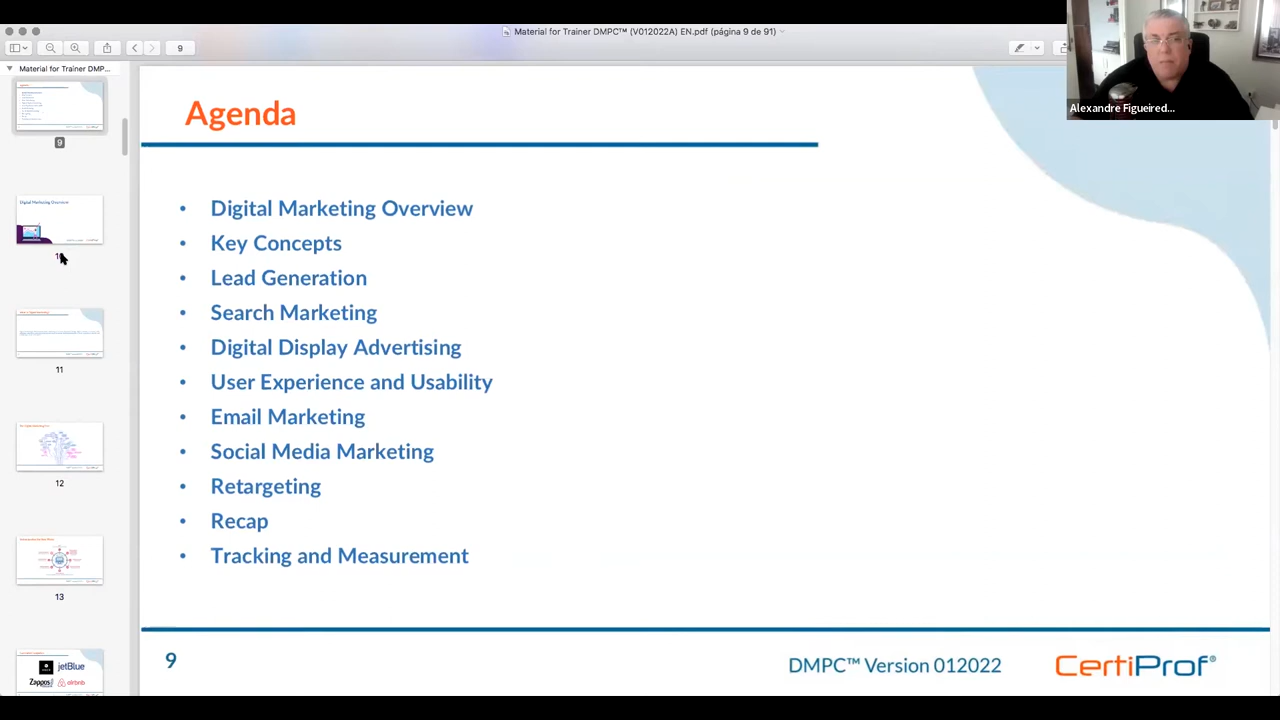 Material for Trainer DMPC™ (V012022A) EN.pdf (página 9 de 91)
9
Material for Trainer DMP...
Alexandre Figueired...
Agenda
9
Digital Marketing Overview
11
12
13
jetBlue
Zappos airbnb
• Digital Marketing Overview
• Key Concepts
• Lead Generation
• Search Marketing
• Digital Display Advertising
• User Experience and Usability
• Email Marketing
• Social Media Marketing
• Retargeting
• Recap
• Tracking and Measurement
9
DMPC™ Version 012022
CertiProf®